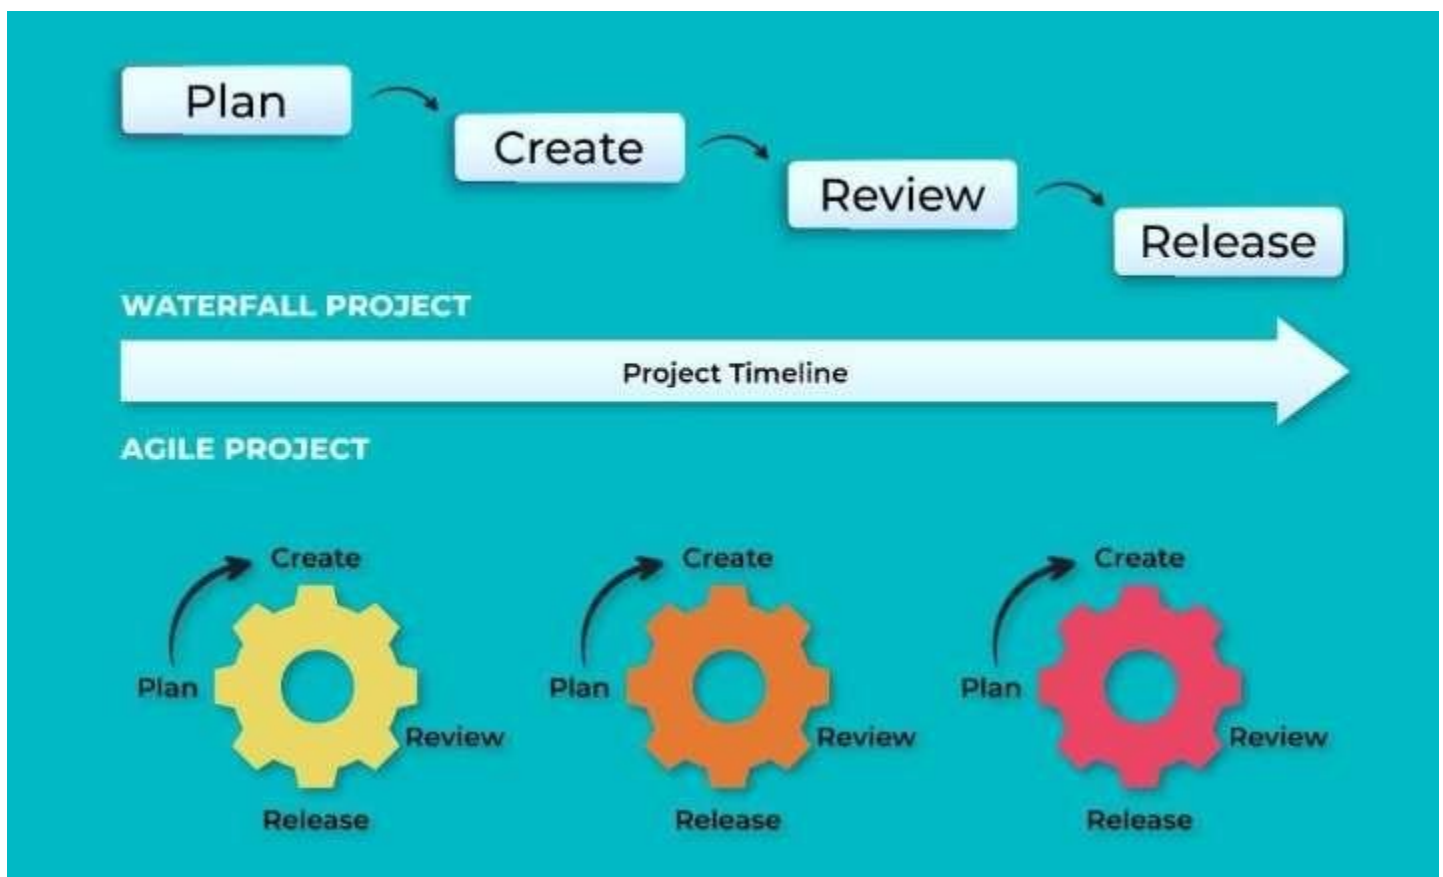 Plan
Create
Review
Release
WATERFALL PROJECT
Project Timeline
AGILE PROJECT
Create
Plan
Review
Release
Create
Plan
Review
Release
Create
Plan
Review
Release